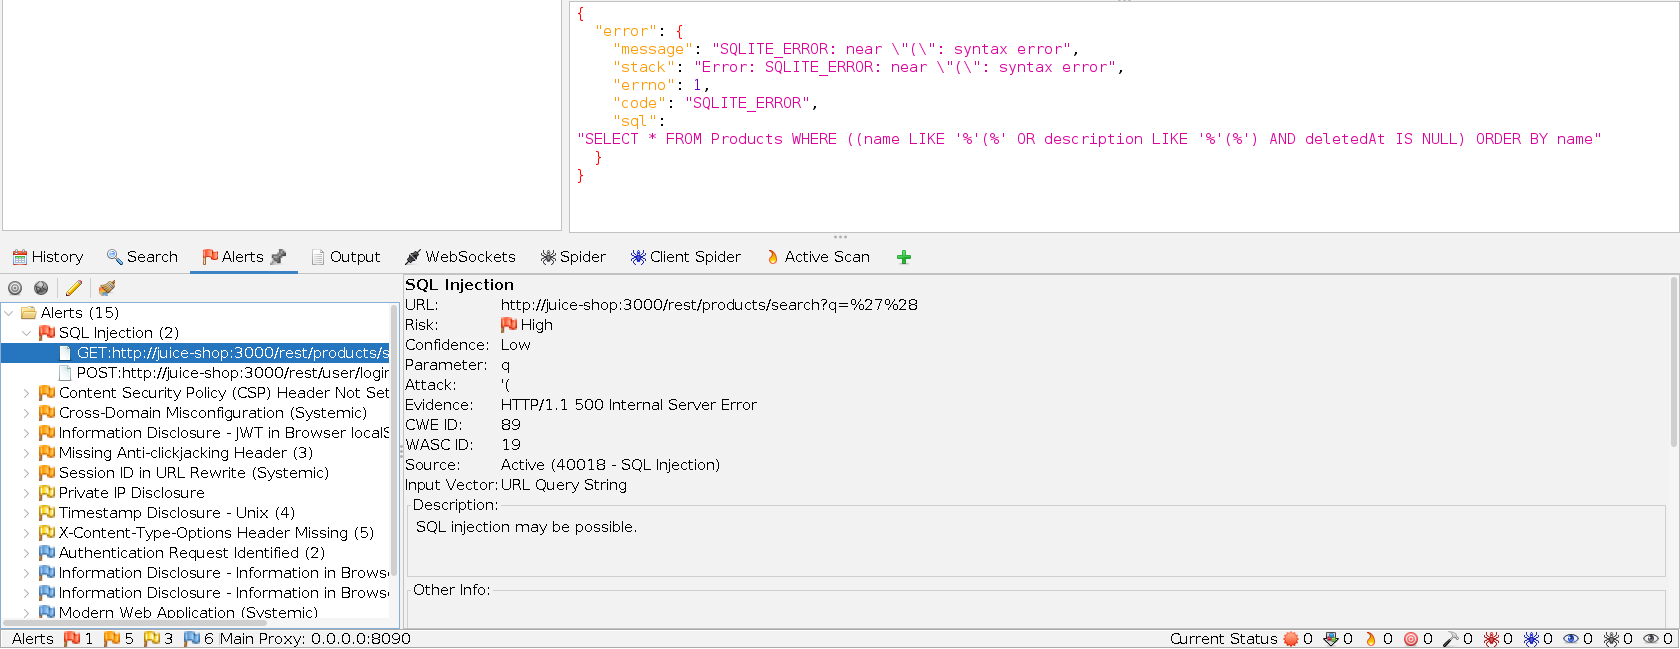 {
"error": {
"message": "SQLITE_ERROR: near \"(\": syntax error",
"stack": "Error: SQLITE_ERROR: near \"(\": syntax error",
"errno": 1,
"code": "SQLITE_ERROR",
"sql":
"SELECT * FROM Products WHERE ((name LIKE '%'(%' OR description LIKE '%'(%') AND deletedAt IS NULL) ORDER BY name"
}
}
History Search Alerts Output WebSockets Spider Client Spider Active Scan
Alerts (15)
SQL Injection (2)
GET:http://juice-shop:3000/rest/products/s
POST:http://juice-shop:3000/rest/user/login
Content Security Policy (CSP) Header Not Set
Cross-Domain Misconfiguration (Systemic)
Information Disclosure - JWT in Browser localS
Missing Anti-clickjacking Header (3)
Session ID in URL Rewrite (Systemic)
Private IP Disclosure
Timestamp Disclosure - Unix (4)
X-Content-Type-Options Header Missing (5)
Authentication Request Identified (2)
Information Disclosure - Information in Browse
Information Disclosure - Information in Browse
Modern Web Application (Systemic)
SQL Injection
URL: http://juice-shop:3000/rest/products/search?q=%27%28
Risk: High
Confidence: Low
Parameter: q
Attack: '(
Evidence: HTTP/1.1 500 Internal Server Error
CWE ID: 89
WASC ID: 19
Source: Active (40018 - SQL Injection)
Input Vector: URL Query String
Description:
SQL injection may be possible.
Other Info:
Alerts 1 5 3 6 Main Proxy: 0.0.0.0:8090 Current Status 0 0 0 0 0 0 0 0 0 0